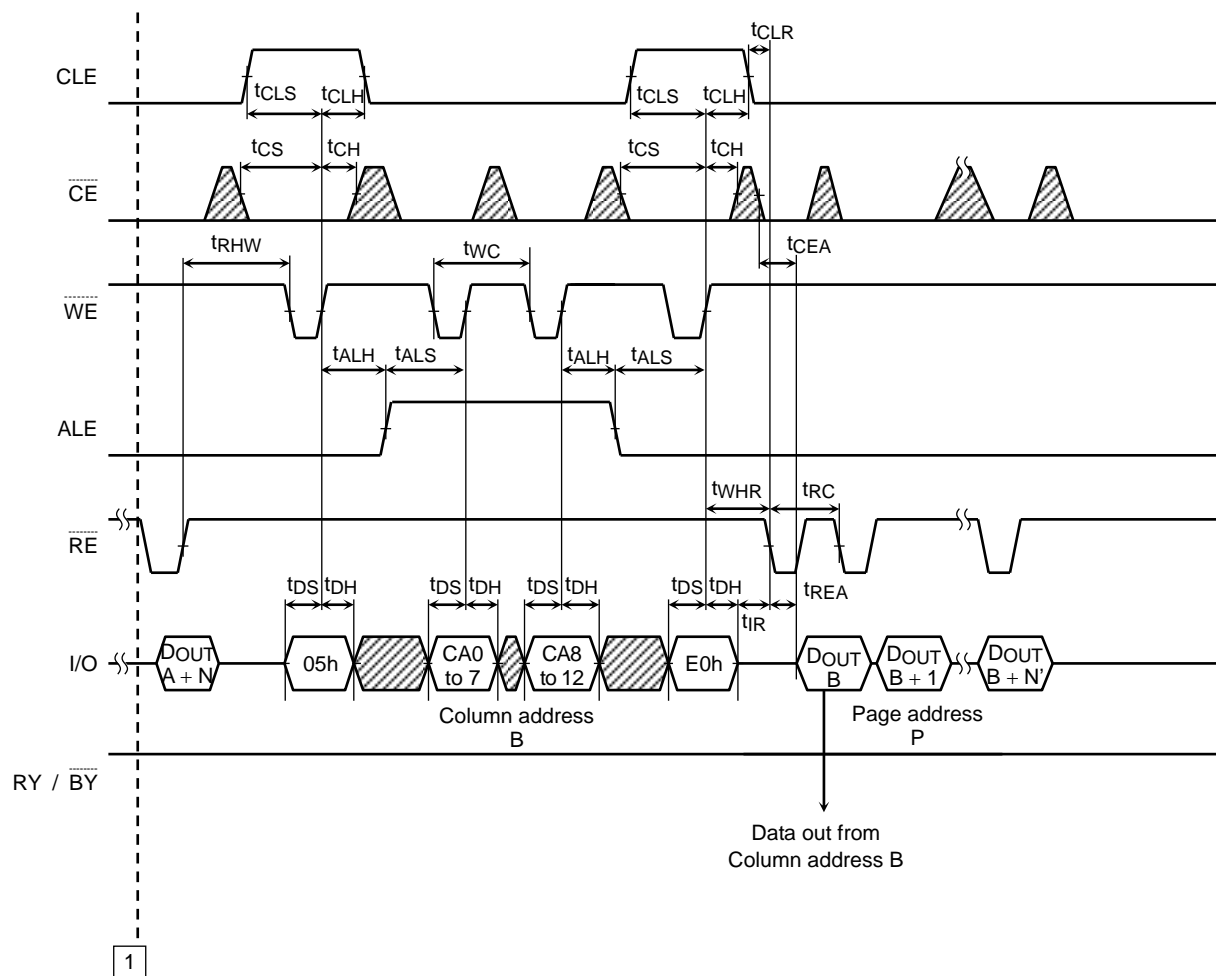 tCLR
CLE
tCLS tCLH tCLS tCLH
tCS tCH tCS tCH
CE
tRHW tWC tCEA
WE
tALH tALS tALH tALS
ALE
tWHR tRC
RE
tDS tDH tDS tDH tDS tDH tDS tDH tREA
tIR
I/O
DOUT
A + N
05h
CA0
to 7
CA8
to 12
E0h
DOUT
B
DOUT
B + 1
DOUT
B + N’
Column address
B
Page address
P
RY / BY
Data out from
Column address B
1